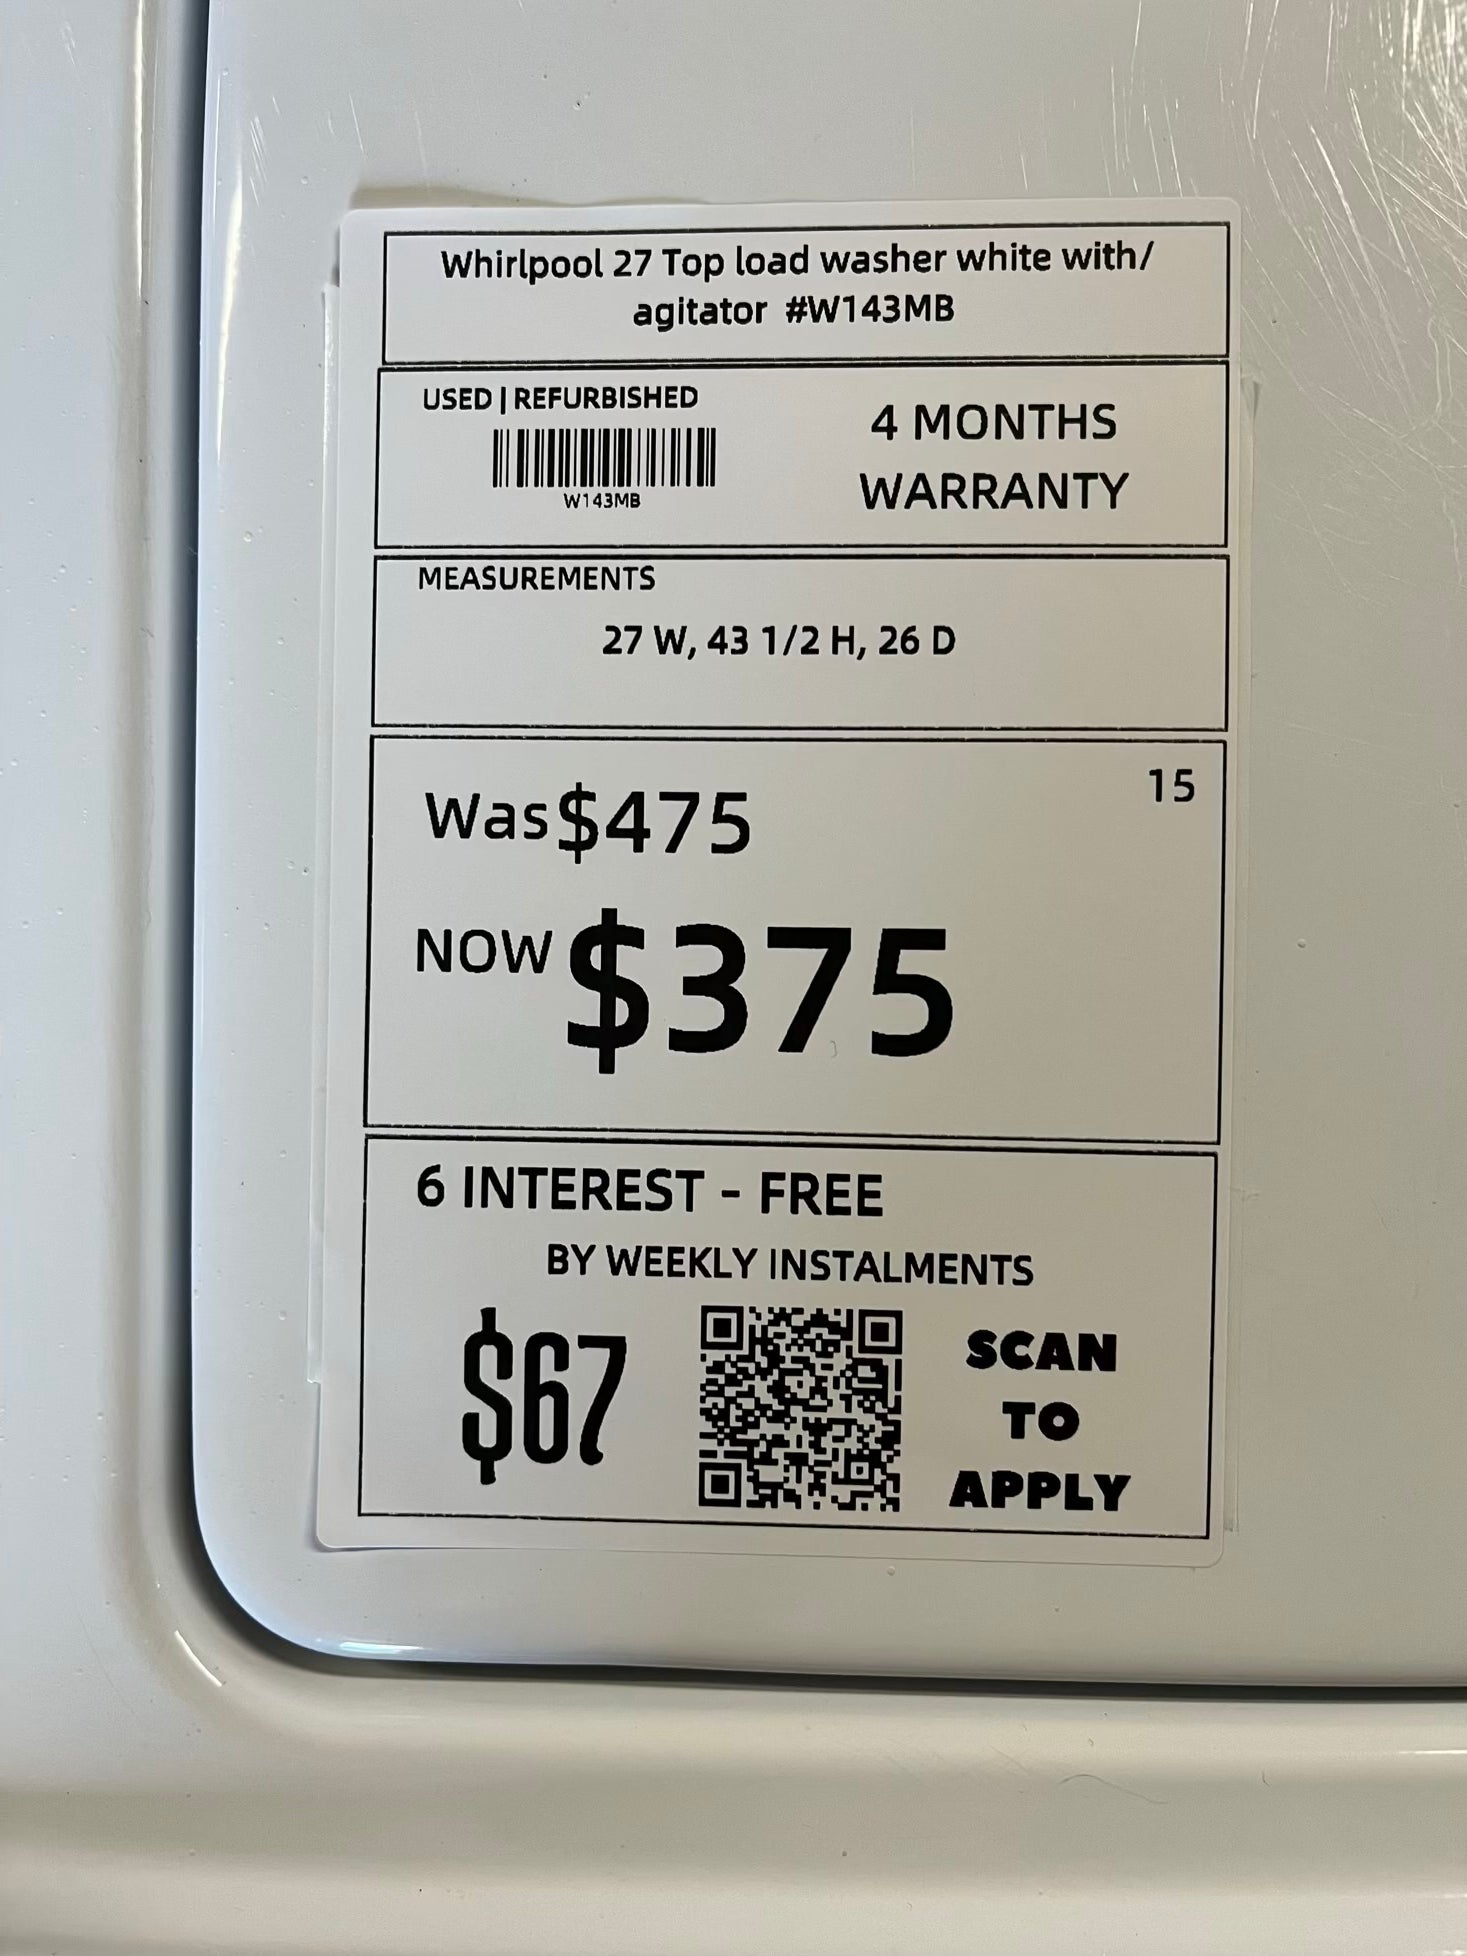 Whirlpool 27 Top load washer white with/
agitator #W143MB
USED | REFURBISHED
W143MB
4 MONTHS
WARRANTY
MEASUREMENTS
27 W, 43 1/2 H, 26 D
15
Was $475
NOW $375
6 INTEREST - FREE
BY WEEKLY INSTALMENTS
$67
SCAN
TO
APPLY